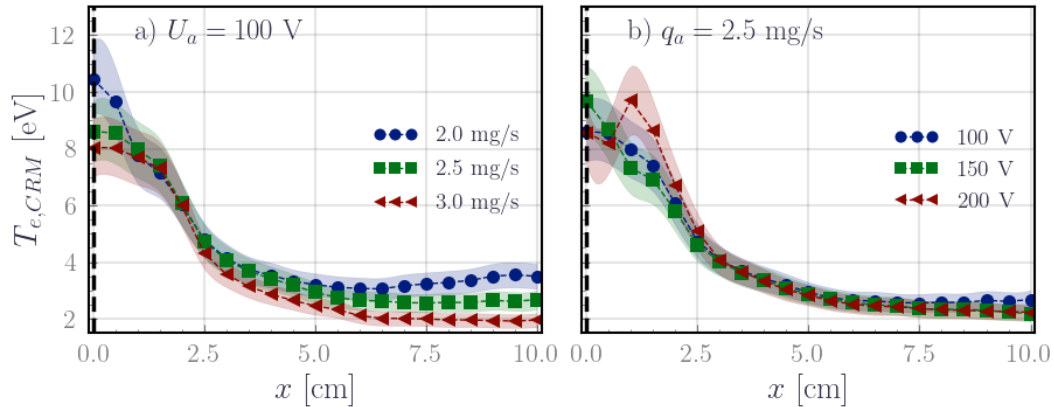 a) U_a = 100 V
b) q_a = 2.5 mg/s
T_{e,CRM} [eV]
12
10
8
6
4
2
2.0 mg/s
2.5 mg/s
3.0 mg/s
100 V
150 V
200 V
0.0 2.5 5.0 7.5 10.0
0.0 2.5 5.0 7.5 10.0
x [cm]
x [cm]